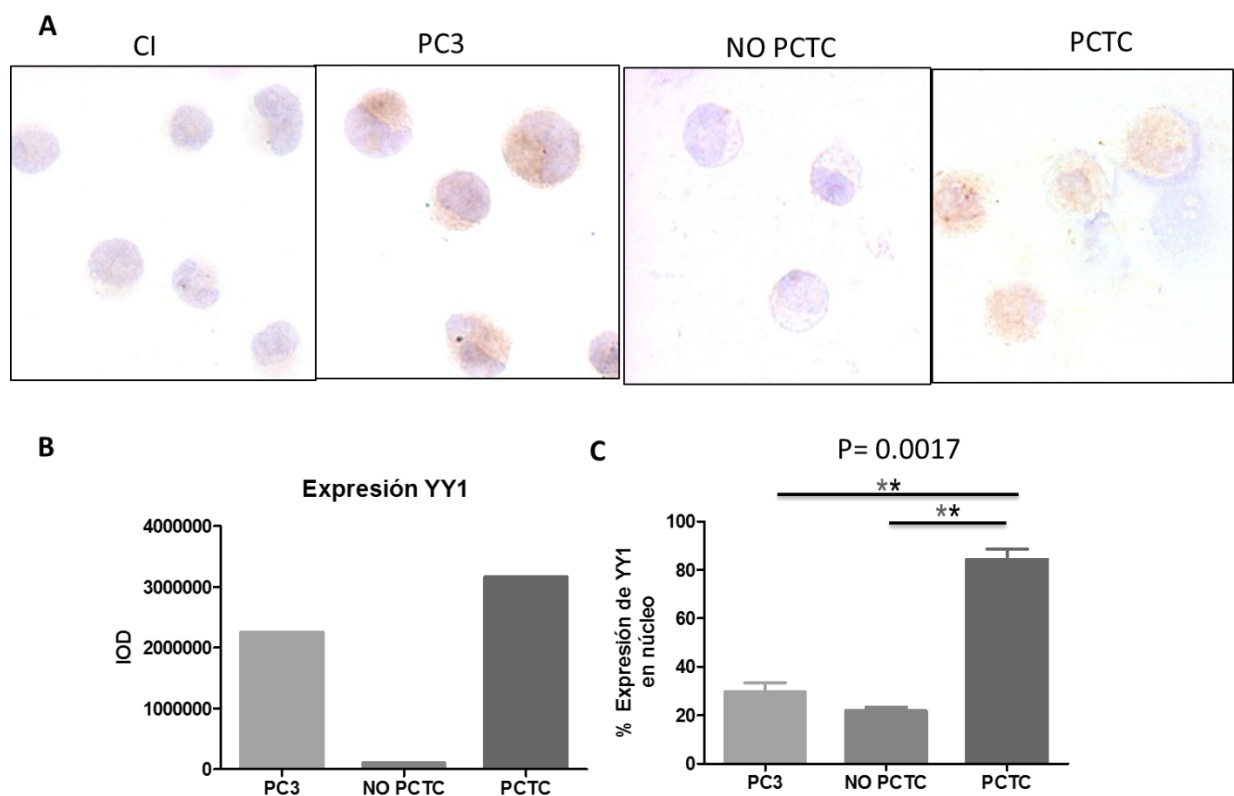 A
CI
PC3
NO PCTC
PCTC
B
Expresión YY1
4000000
3000000
2000000
1000000
0
IOD
PC3
NO PCTC
PCTC
C
P= 0.0017
**
**
100
80
60
40
20
0
% Expresión de YY1
en núcleo
PC3
NO PCTC
PCTC